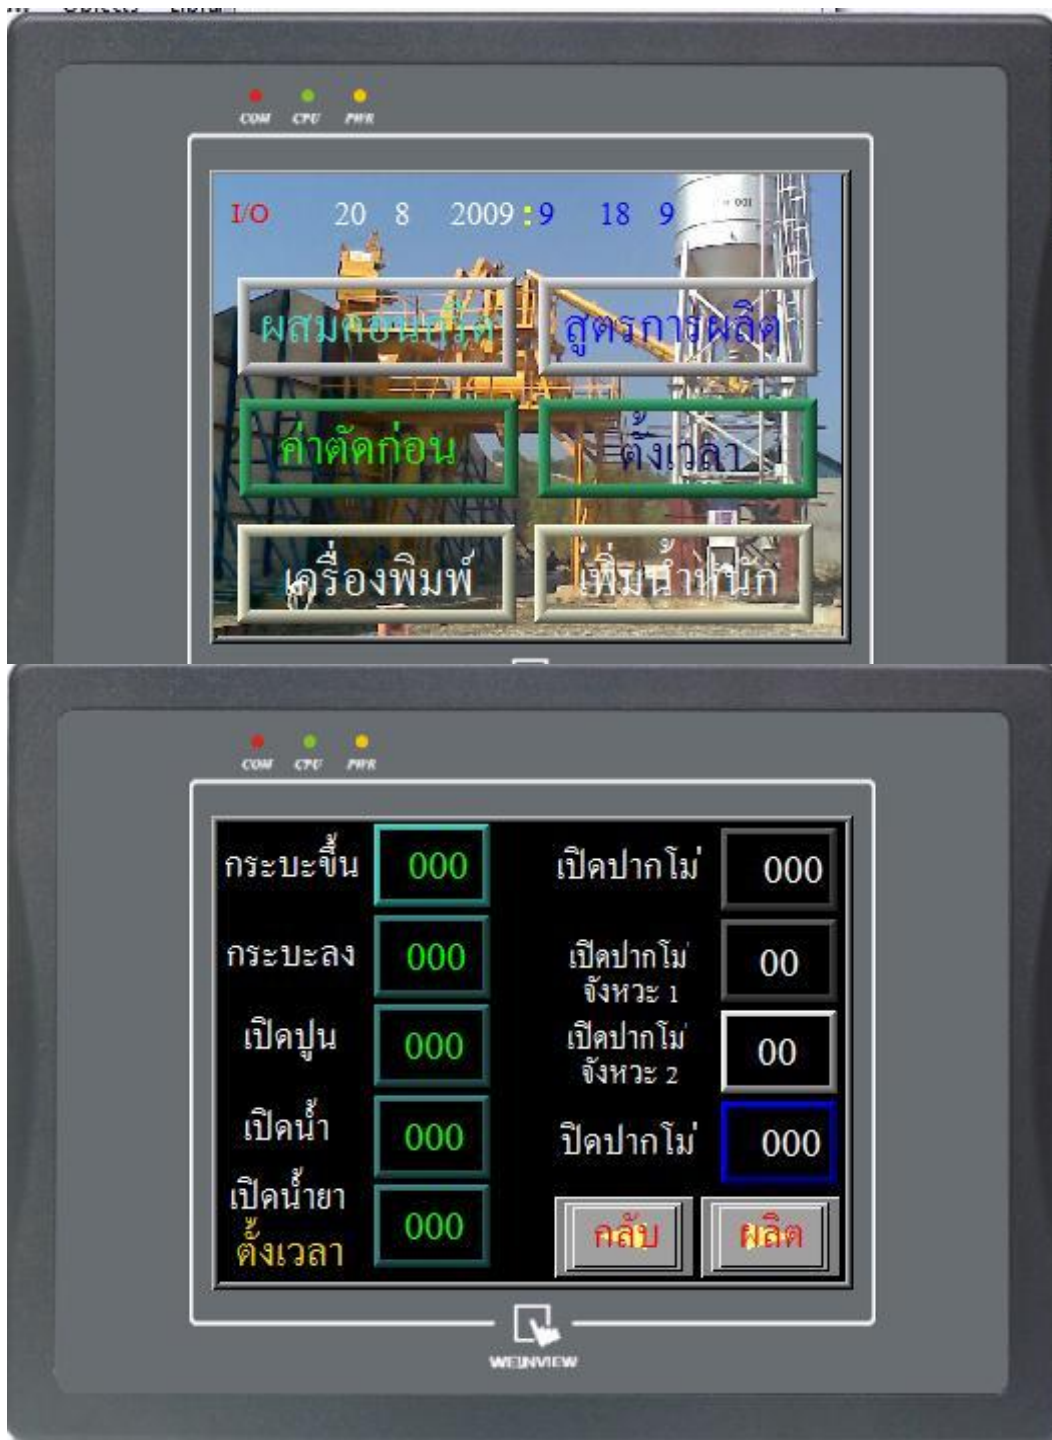 COM CPU PWR
I/O 20 8 2009 : 9 18 9
ผสมคอนกรีต สูตรการผลิต
ค่าตัดก่อน ตั้งเวลา
เครื่องพิมพ์ เพิ่มน้ำหนัก
COM CPU PWR
กระบะขึ้น 000 เปิดปากโม่ 000
กระบะลง 000 เปิดปากโม่ 00
จังหวะ 1
เปิดปูน 000 เปิดปากโม่ 00
จังหวะ 2
เปิดน้ำ 000 ปิดปากโม่ 000
เปิดน้ำยา 000
ตั้งเวลา กลับ ผลิต
WEINVIEW